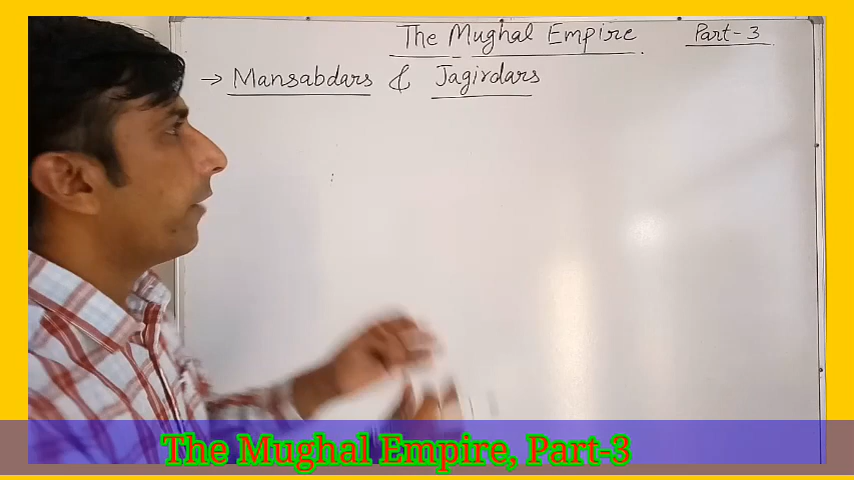 The Mughal Empire Part-3
→ Mansabdars & Jagirdars
The Mughal Empire, Part-3